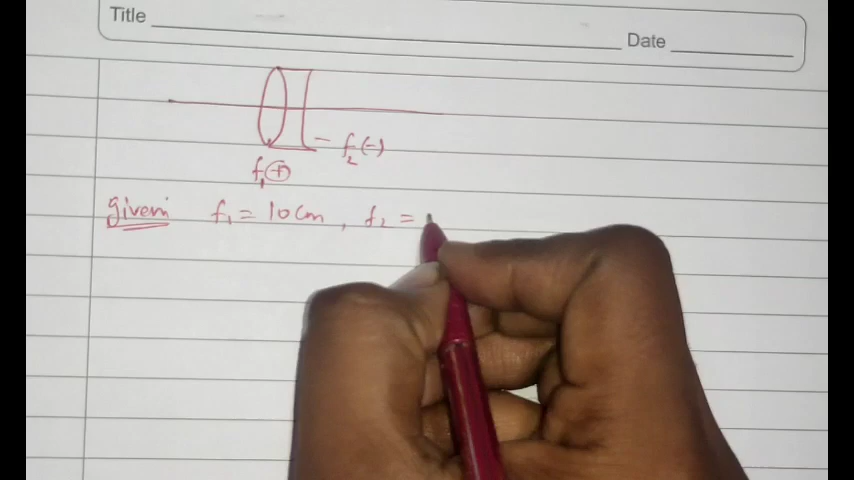 Title Date
– f₂(–)
f₁(+)
given: f₁ = 10cm, f₂ =